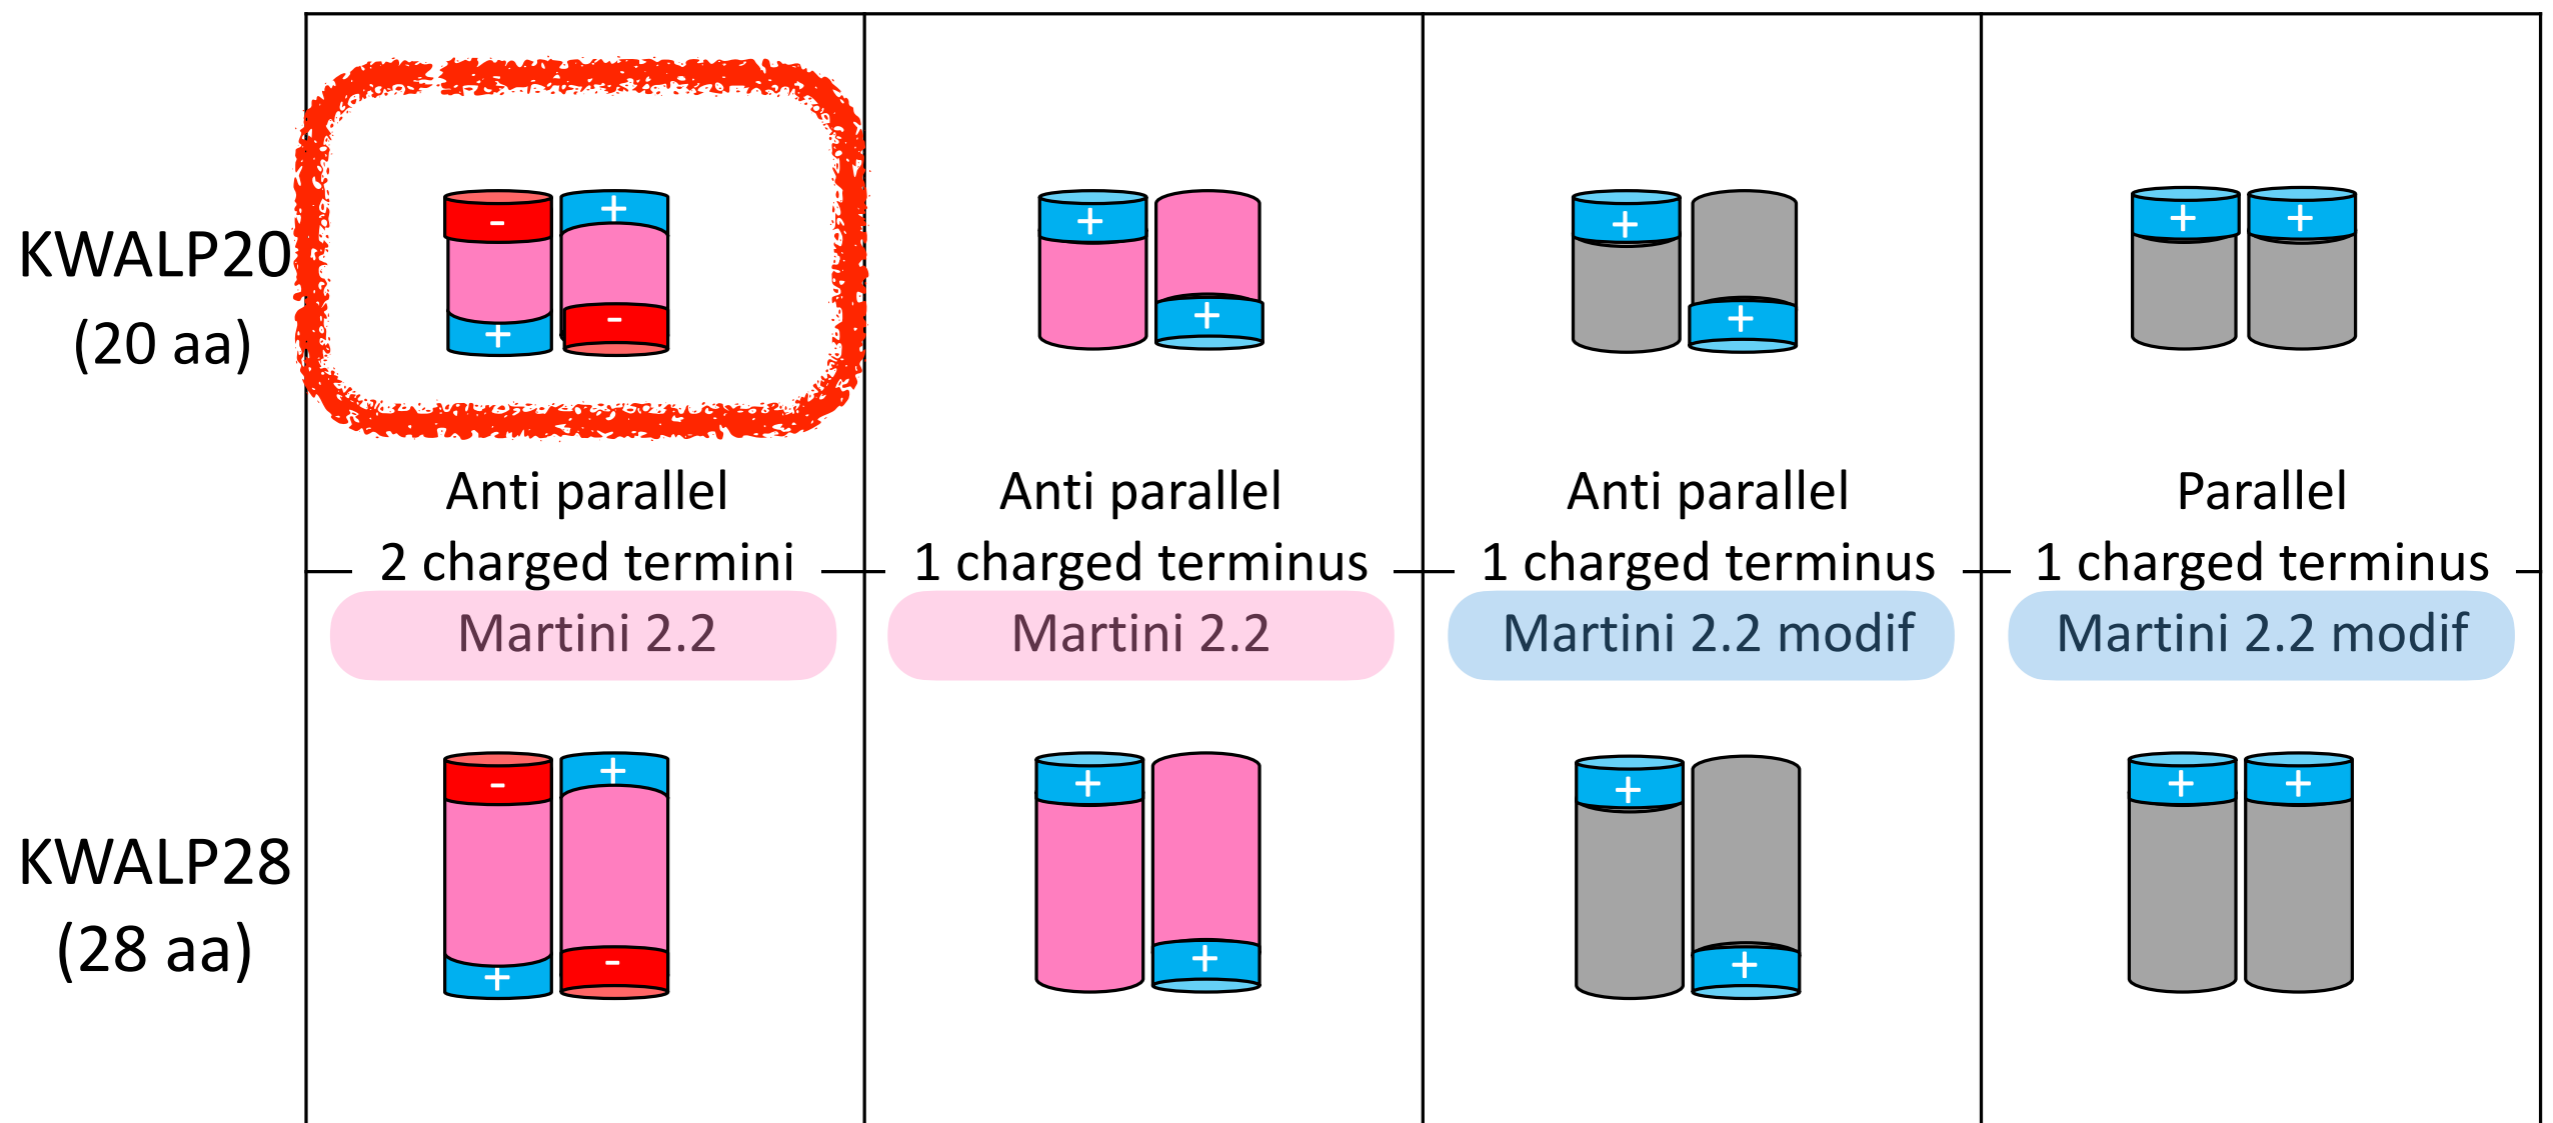 - + + + + +
KWALP20
(20 aa)
+ - + +
Anti parallel
2 charged termini
Martini 2.2
Anti parallel
1 charged terminus
Martini 2.2
Anti parallel
1 charged terminus
Martini 2.2 modif
Parallel
1 charged terminus
Martini 2.2 modif
- + + + + +
KWALP28
(28 aa)
+ - + +